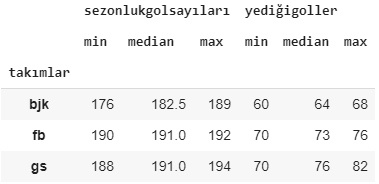 sezonlukgolsayıları yediğigoller
min median max min median max
takımlar
bjk 176 182.5 189 60 64 68
fb 190 191.0 192 70 73 76
gs 188 191.0 194 70 76 82